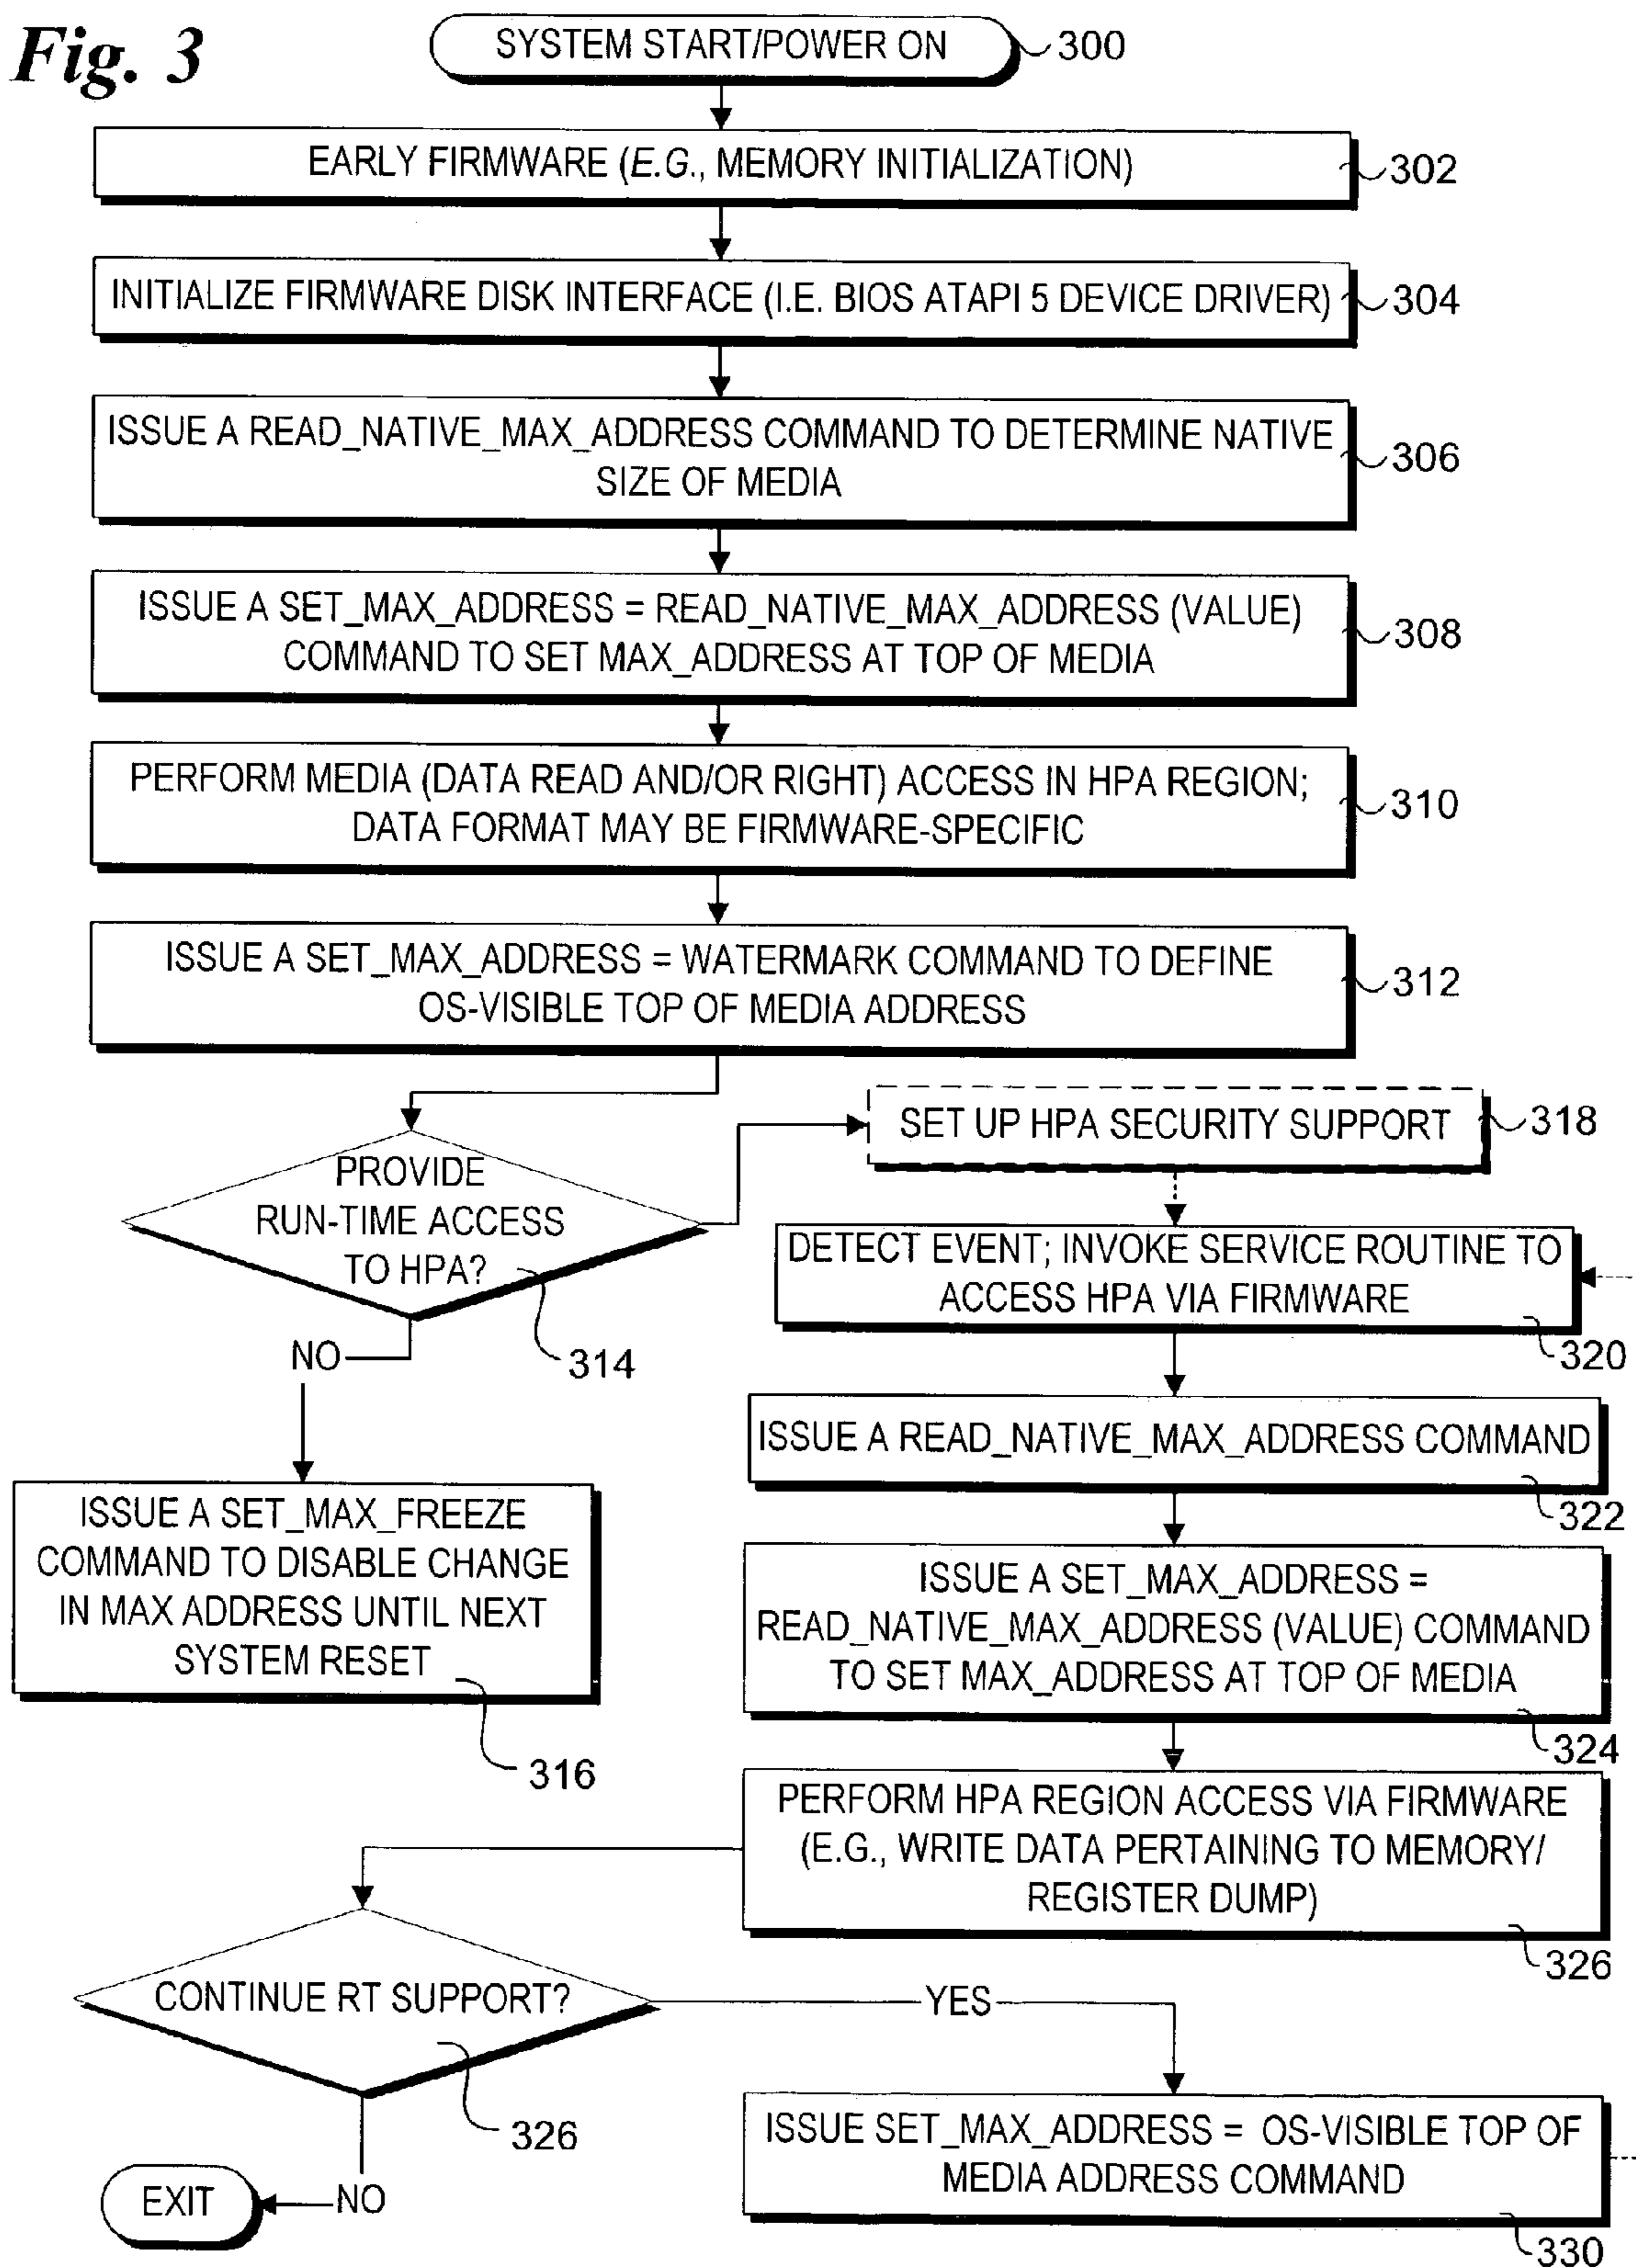 Fig. 3
SYSTEM START/POWER ON
300
EARLY FIRMWARE (E.G., MEMORY INITIALIZATION)
302
INITIALIZE FIRMWARE DISK INTERFACE (I.E. BIOS ATAPI 5 DEVICE DRIVER)
304
ISSUE A READ_NATIVE_MAX_ADDRESS COMMAND TO DETERMINE NATIVE
SIZE OF MEDIA
306
ISSUE A SET_MAX_ADDRESS = READ_NATIVE_MAX_ADDRESS (VALUE)
COMMAND TO SET MAX_ADDRESS AT TOP OF MEDIA
308
PERFORM MEDIA (DATA READ AND/OR RIGHT) ACCESS IN HPA REGION;
DATA FORMAT MAY BE FIRMWARE-SPECIFIC
310
ISSUE A SET_MAX_ADDRESS = WATERMARK COMMAND TO DEFINE
OS-VISIBLE TOP OF MEDIA ADDRESS
312
PROVIDE
RUN-TIME ACCESS
TO HPA?
314
NO
ISSUE A SET_MAX_FREEZE
COMMAND TO DISABLE CHANGE
IN MAX ADDRESS UNTIL NEXT
SYSTEM RESET
316
SET UP HPA SECURITY SUPPORT
318
DETECT EVENT; INVOKE SERVICE ROUTINE TO
ACCESS HPA VIA FIRMWARE
320
ISSUE A READ_NATIVE_MAX_ADDRESS COMMAND
322
ISSUE A SET_MAX_ADDRESS =
READ_NATIVE_MAX_ADDRESS (VALUE) COMMAND
TO SET MAX_ADDRESS AT TOP OF MEDIA
324
PERFORM HPA REGION ACCESS VIA FIRMWARE
(E.G., WRITE DATA PERTAINING TO MEMORY/
REGISTER DUMP)
326
CONTINUE RT SUPPORT?
326
YES
NO
EXIT
ISSUE SET_MAX_ADDRESS = OS-VISIBLE TOP OF
MEDIA ADDRESS COMMAND
330